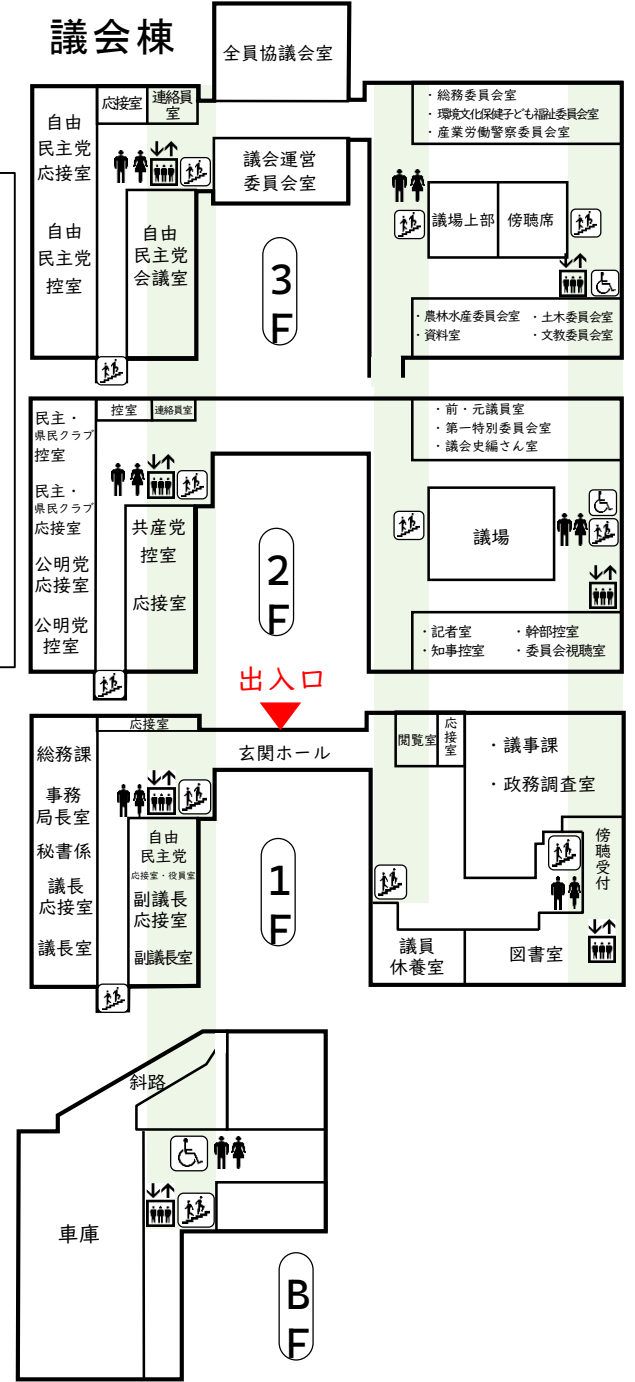 議会棟
全員協議会室
応接室
連絡員
室
自由
民主党
応接室
自由
民主党
控室
自由
民主党
会議室
議会運営
委員会室
・総務委員会室
・環境文化保健子ども福祉委員会室
・産業労働警察委員会室
議場上部
傍聴席
・農林水産委員会室
・土木委員会室
・資料室
・文教委員会室
3
F
民主・
県民クラブ
控室
民主・
県民クラブ
応接室
公明党
応接室
公明党
控室
控室
連絡員室
共産党
控室
応接室
・前・元議員室
・第一特別委員会室
・議会史編さん室
議場
・記者室
・幹部控室
・知事控室
・委員会視聴室
2
F
出入口
玄関ホール
応接室
総務課
事務
局長室
秘書係
議長
応接室
議長室
自由
民主党
応接室・役員室
副議長
応接室
副議長室
閲覧室
応
接
室
・議事課
・政務調査室
傍
聴
受
付
議員
休養室
図書室
1
F
斜路
車庫
B
F